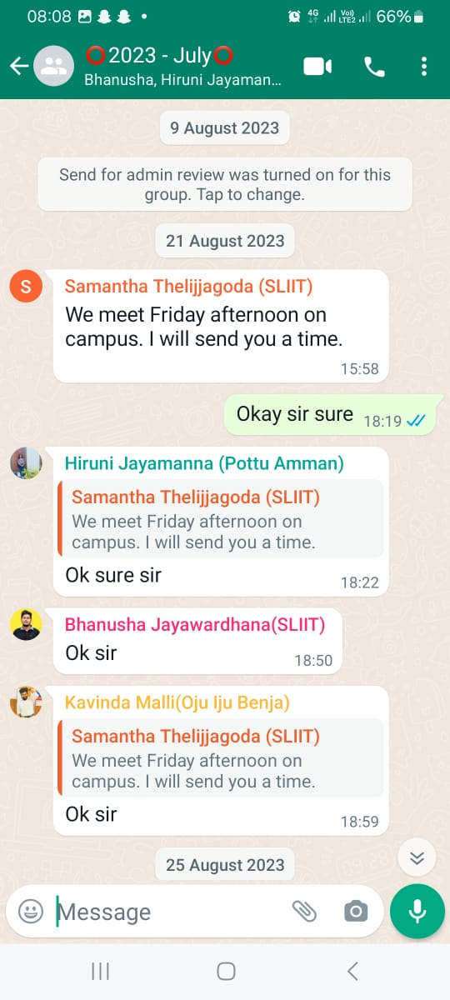 08:08 4G Vo)) LTE2 66%
⭕2023 - July⭕
Bhanusha, Hiruni Jayaman...
9 August 2023
Send for admin review was turned on for this
group. Tap to change.
21 August 2023
S
Samantha Thelijjagoda (SLIIT)
We meet Friday afternoon on
campus. I will send you a time.
15:58
Okay sir sure 18:19
Hiruni Jayamanna (Pottu Amman)
Samantha Thelijjagoda (SLIIT)
We meet Friday afternoon on
campus. I will send you a time.
Ok sure sir 18:22
Bhanusha Jayawardhana(SLIIT)
Ok sir 18:50
Kavinda Malli(Oju Iju Benja)
Samantha Thelijjagoda (SLIIT)
We meet Friday afternoon on
campus. I will send you a time.
Ok sir 18:59
25 August 2023
Message